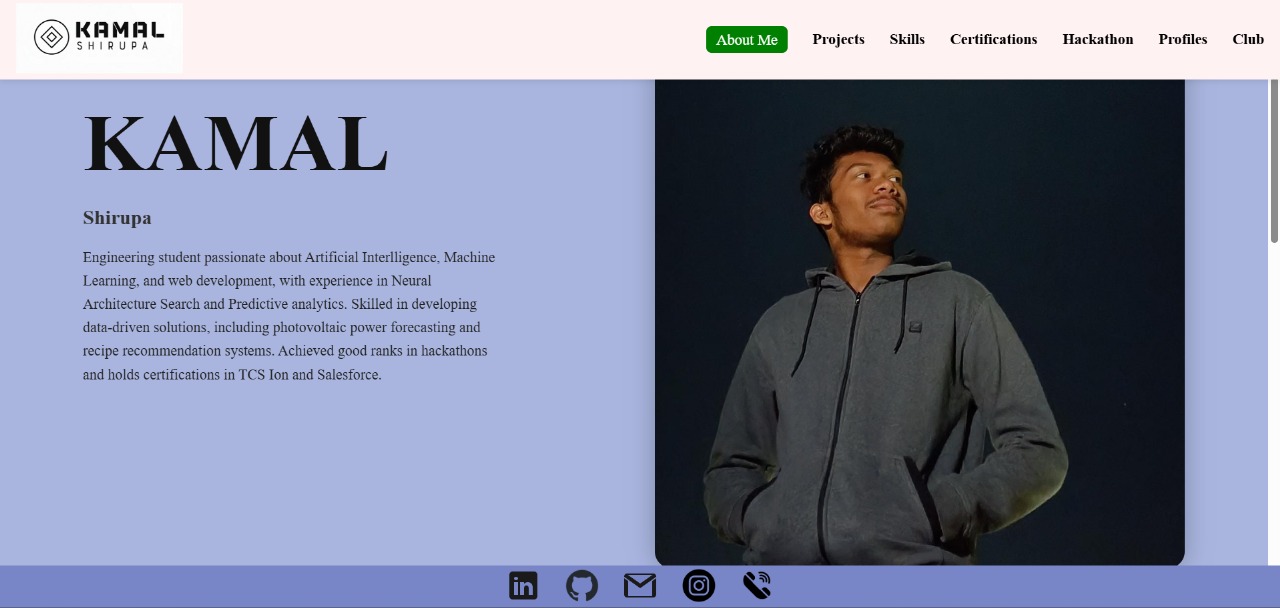 KAMAL
SHIRUPA
About Me
Projects
Skills
Certifications
Hackathon
Profiles
Club
KAMAL
Shirupa
Engineering student passionate about Artificial Interlligence, Machine
Learning, and web development, with experience in Neural
Architecture Search and Predictive analytics. Skilled in developing
data-driven solutions, including photovoltaic power forecasting and
recipe recommendation systems. Achieved good ranks in hackathons
and holds certifications in TCS Ion and Salesforce.
in